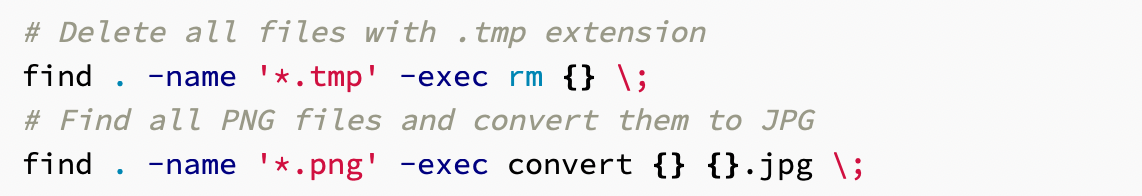 # Delete all files with .tmp extension
find . -name '*.tmp' -exec rm {} \;
# Find all PNG files and convert them to JPG
find . -name '*.png' -exec convert {} {}.jpg \;